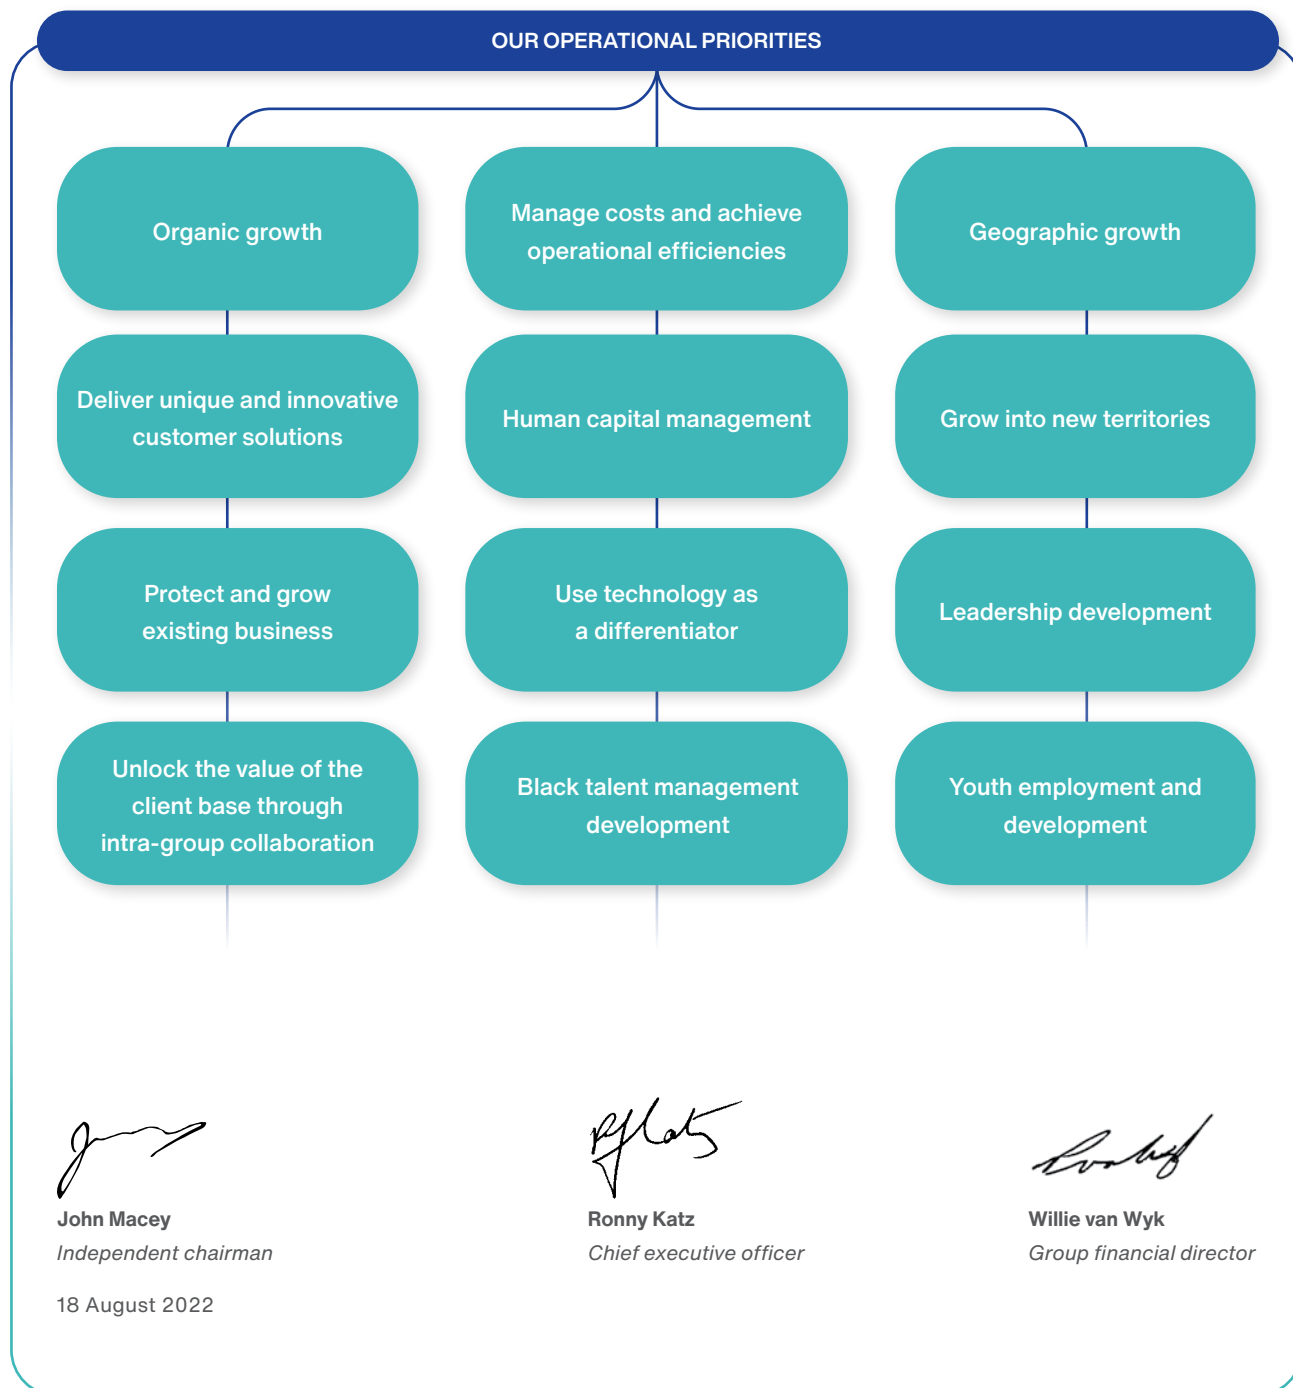 OUR OPERATIONAL PRIORITIES
Organic growth
Manage costs and achieve
operational efficiencies
Geographic growth
Deliver unique and innovative
customer solutions
Human capital management
Grow into new territories
Protect and grow
existing business
Use technology as
a differentiator
Leadership development
Unlock the value of the
client base through
intra-group collaboration
Black talent management
development
Youth employment and
development
John Macey
Independent chairman
Ronny Katz
Chief executive officer
Willie van Wyk
Group financial director
18 August 2022